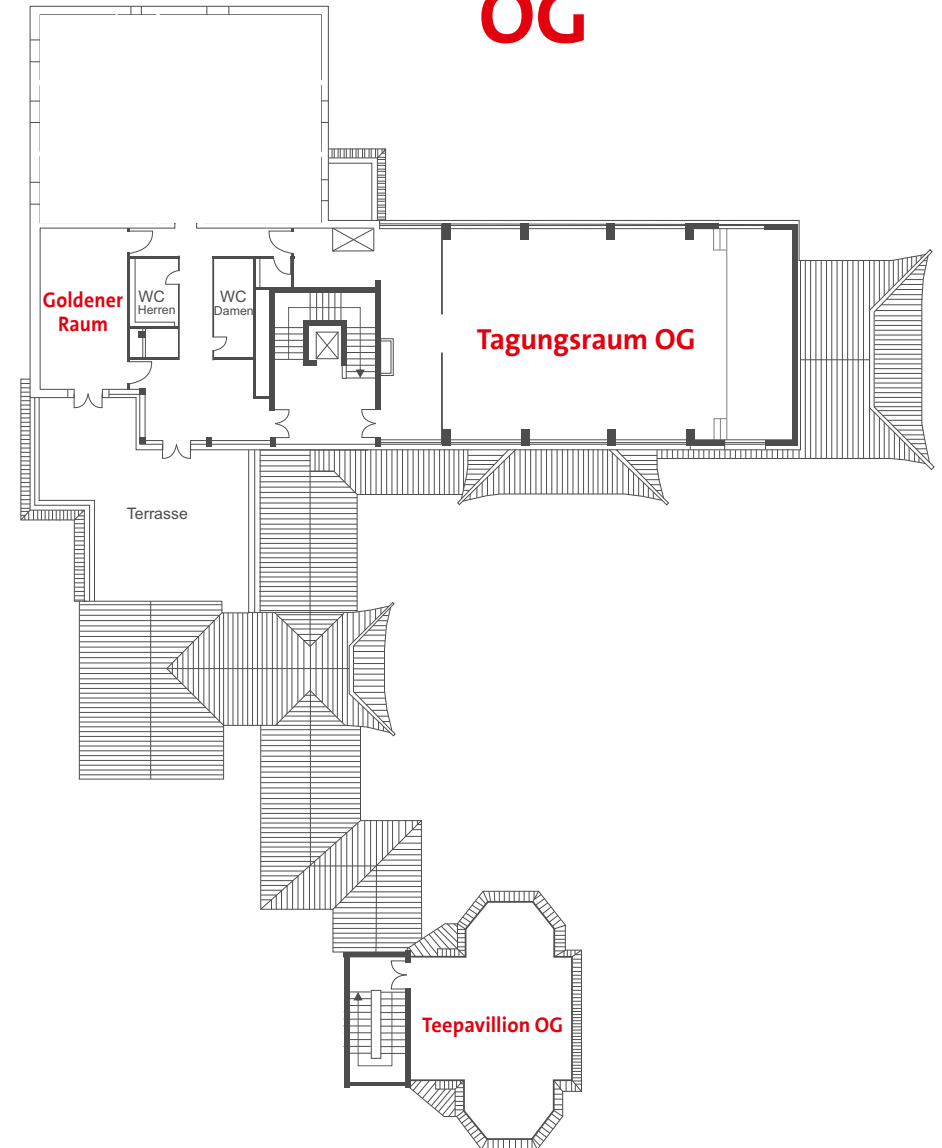 OG
Goldener
Raum
WC
Herren
WC
Damen
Tagungsraum OG
Terrasse
Teepavillion OG